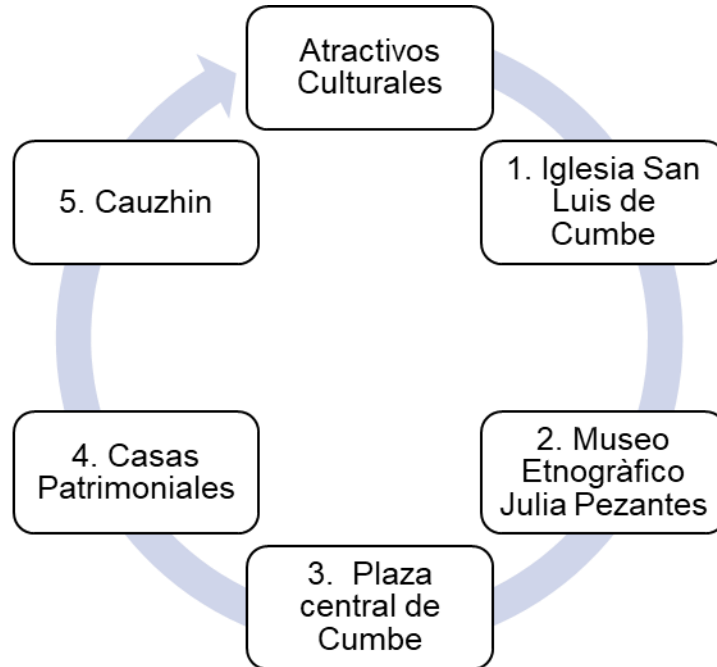 Atractivos
Culturales
1. Iglesia San
Luis de
Cumbe
2. Museo
Etnogràfico
Julia Pezantes
3.  Plaza
central de
Cumbe
4. Casas
Patrimoniales
5. Cauzhin